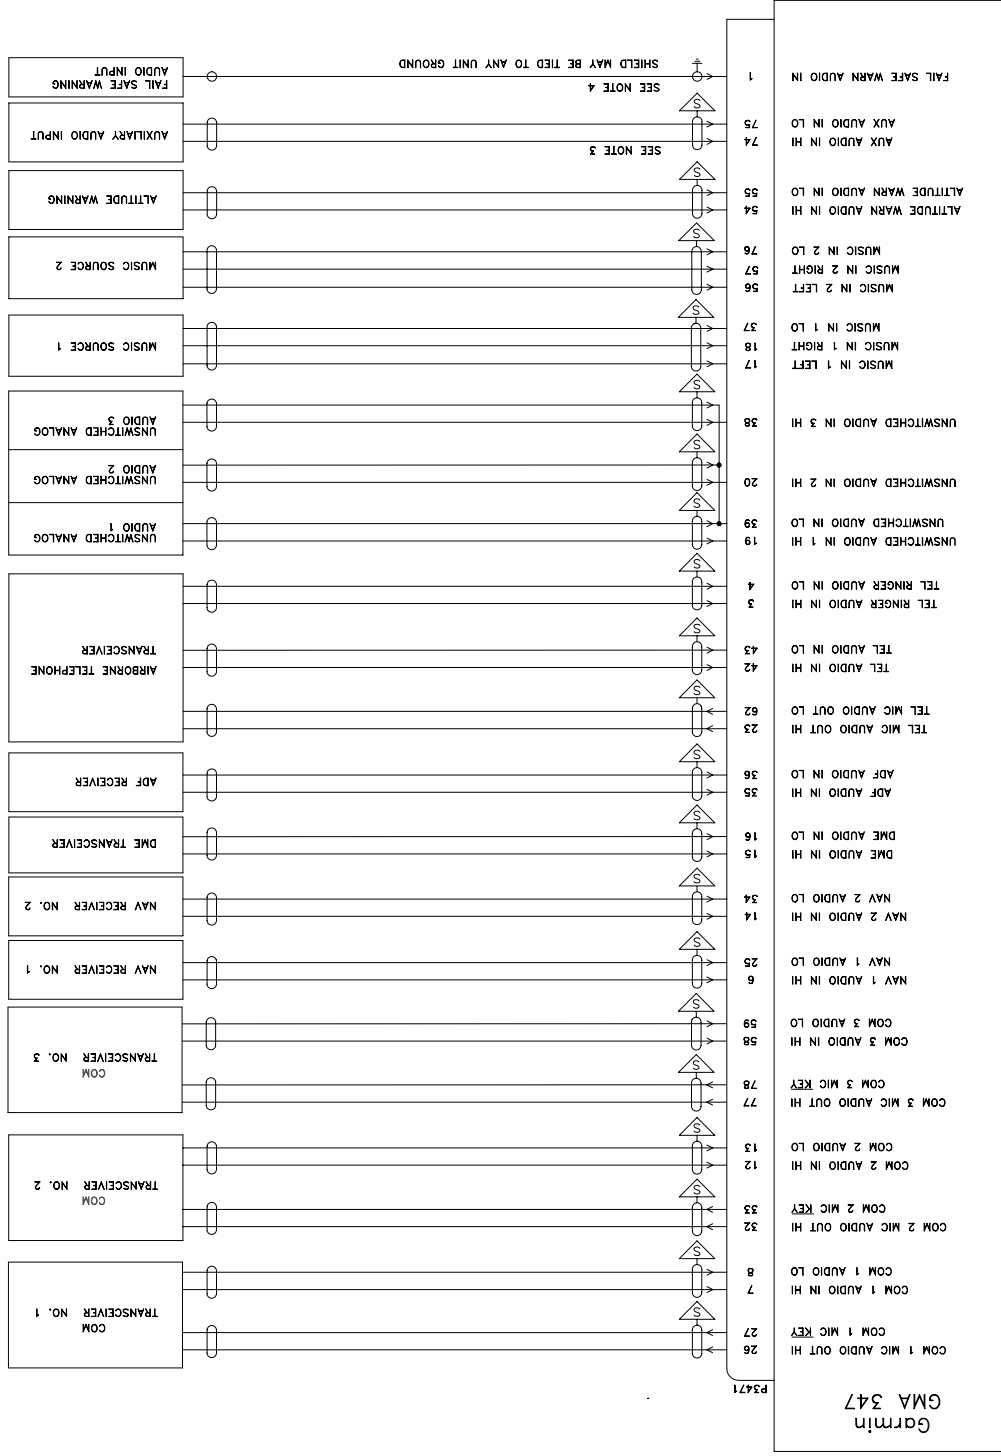 Garmin
GMA 347
P3471
COM 1 MIC AUDIO OUT HI 26
COM 1 MIC KEY 27
S
COM
TRANSCEIVER NO. 1
COM 1 AUDIO IN HI 7
COM 1 AUDIO LO 8
S
COM 2 MIC AUDIO OUT HI 32
COM 2 MIC KEY 33
S
COM
TRANSCEIVER NO. 2
COM 2 AUDIO IN HI 12
COM 2 AUDIO LO 13
S
COM 3 MIC AUDIO OUT HI 77
COM 3 MIC KEY 78
S
COM
TRANSCEIVER NO. 3
COM 3 AUDIO IN HI 58
COM 3 AUDIO LO 59
S
NAV 1 AUDIO IN HI 6
NAV 1 AUDIO LO 25
S
NAV RECEIVER NO. 1
NAV 2 AUDIO IN HI 14
NAV 2 AUDIO LO 34
S
NAV RECEIVER NO. 2
DME AUDIO IN HI 15
DME AUDIO IN LO 16
S
DME TRANSCEIVER
ADF AUDIO IN HI 35
ADF AUDIO IN LO 36
S
ADF RECEIVER
TEL MIC AUDIO OUT HI 23
TEL MIC AUDIO OUT LO 62
S
AIRBORNE TELEPHONE
TRANSCEIVER
TEL AUDIO IN HI 42
TEL AUDIO IN LO 43
S
TEL RINGER AUDIO IN HI 3
TEL RINGER AUDIO IN LO 4
S
UNSWITCHED AUDIO IN 1 HI 19
UNSWITCHED AUDIO IN LO 39
S
UNSWITCHED ANALOG
AUDIO 1
UNSWITCHED AUDIO IN 2 HI 20
S
UNSWITCHED ANALOG
AUDIO 2
UNSWITCHED AUDIO IN 3 HI 38
S
UNSWITCHED ANALOG
AUDIO 3
MUSIC IN 1 LEFT 17
MUSIC IN 1 RIGHT 18
MUSIC IN 1 LO 37
S
MUSIC SOURCE 1
MUSIC IN 2 LEFT 56
MUSIC IN 2 RIGHT 57
MUSIC IN 2 LO 76
S
MUSIC SOURCE 2
ALTITUDE WARN AUDIO IN HI 54
ALTITUDE WARN AUDIO IN LO 55
S
ALTITUDE WARNING
SEE NOTE 3
AUX AUDIO IN HI 74
AUX AUDIO IN LO 75
S
AUXILIARY AUDIO INPUT
SEE NOTE 4
FAIL SAFE WARN AUDIO IN 1
SHIELD MAY BE TIED TO ANY UNIT GROUND
FAIL SAFE WARNING
AUDIO INPUT